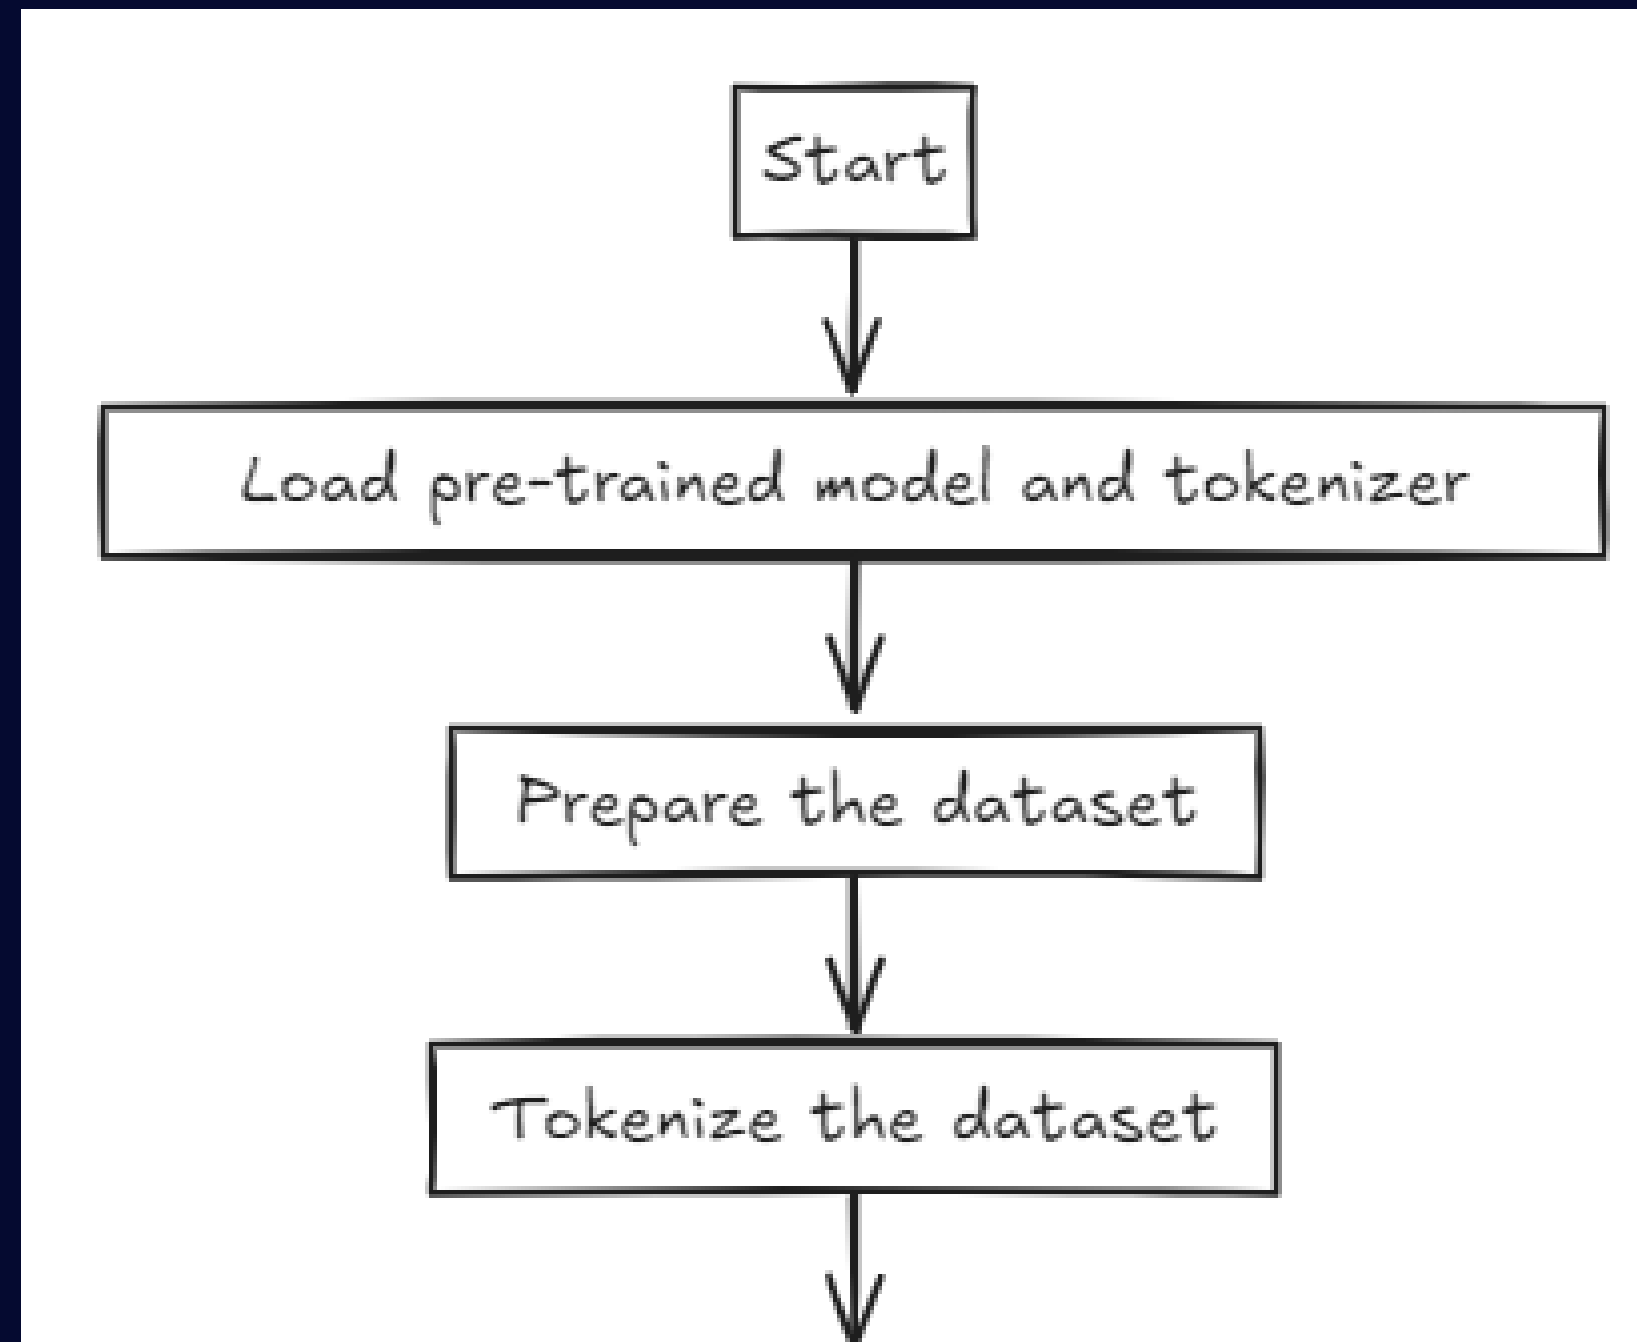 Start
Load pre-trained model and tokenizer
Prepare the dataset
Tokenize the dataset